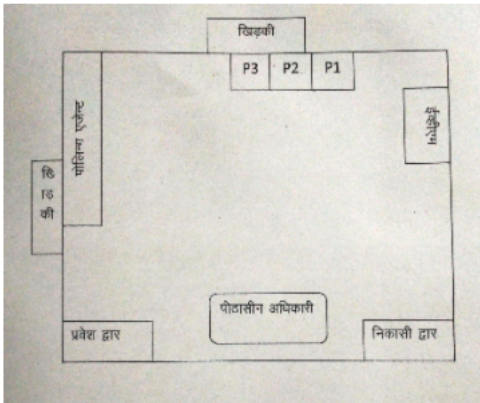 खिड़की
P3 P2 P1
पोलिंग एजेन्ट
ईव्हीएम
खिड़की
पीठासीन अधिकारी
प्रवेश द्वार
निकासी द्वार